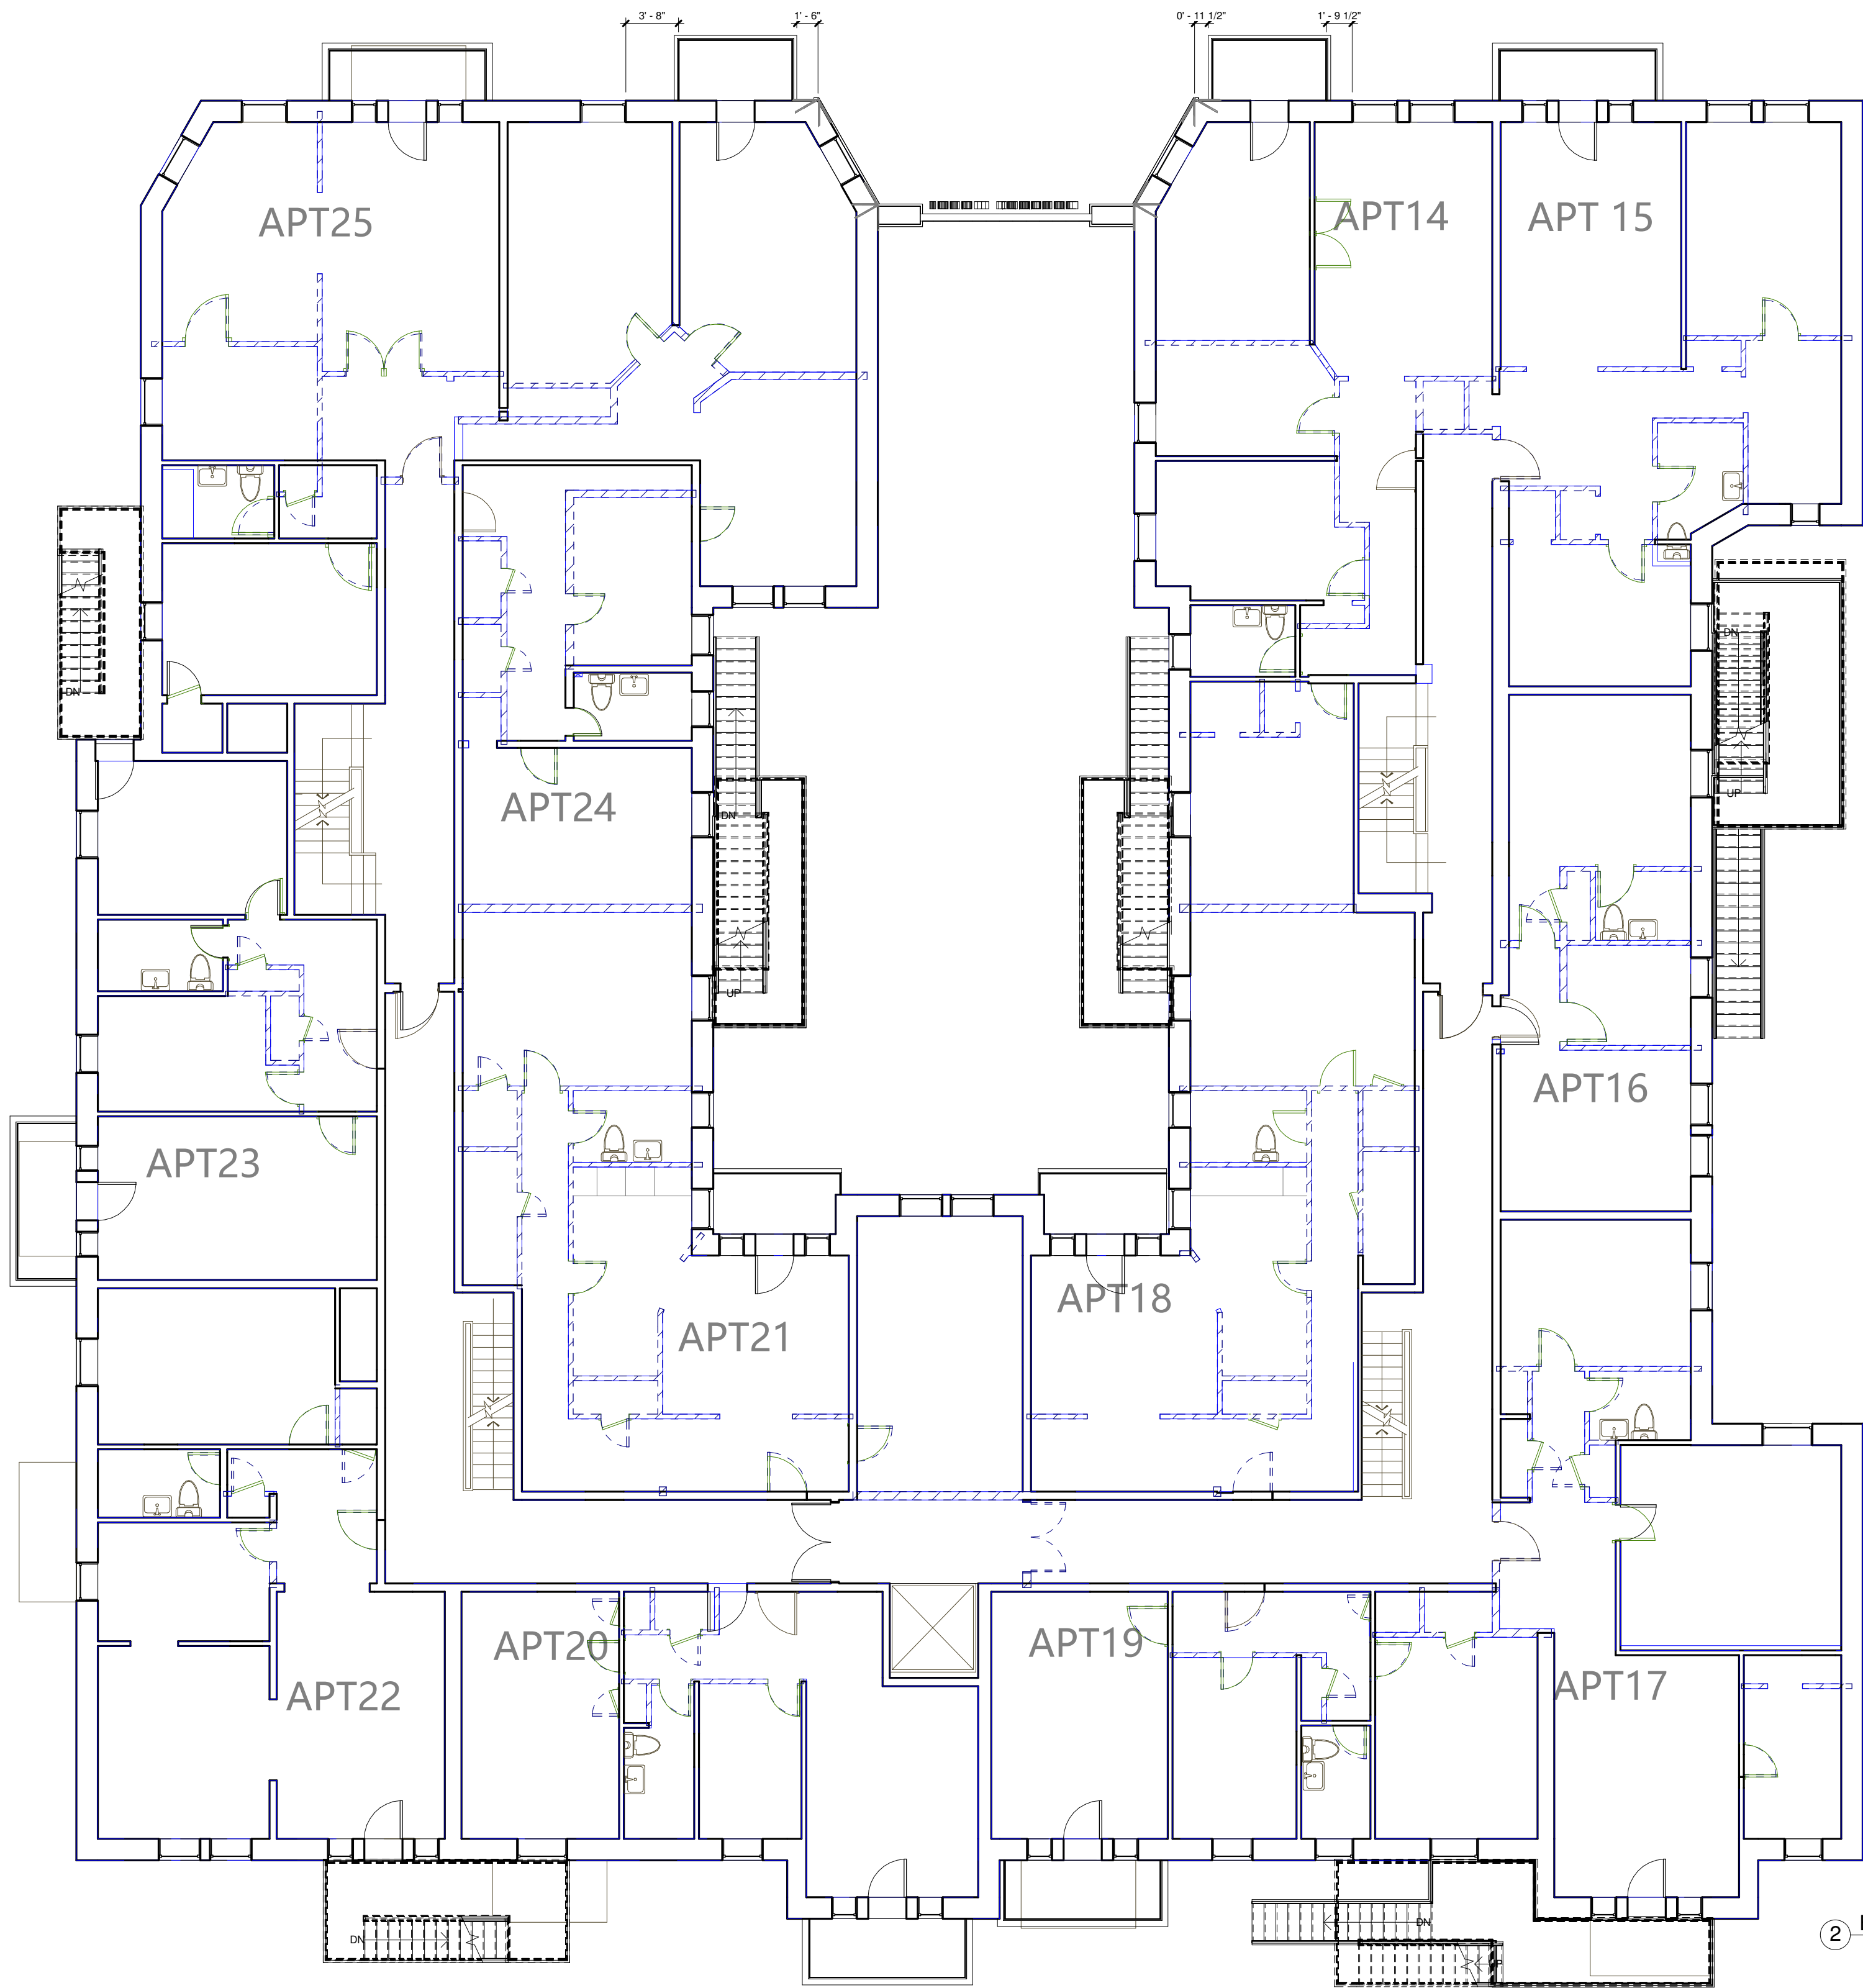 3' - 8" 1' - 6" 0' - 11 1/2" 1' - 9 1/2"
APT25 APT14 APT 15
DN
DN
APT24
DN
UP
UP
APT16
APT23
APT18
APT21
APT20 APT19
APT22 APT17
DN
DN
2